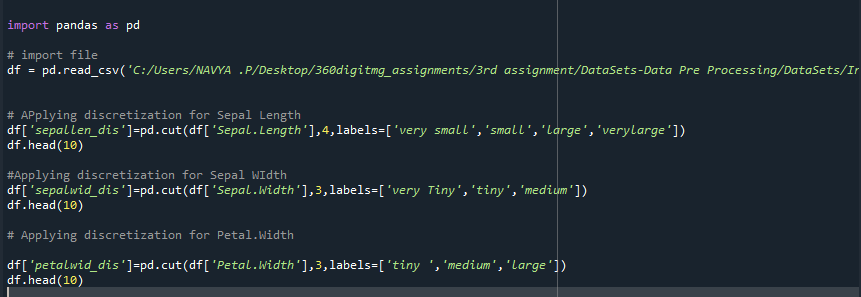 import pandas as pd
# import file
df = pd.read_csv('C:/Users/NAVYA .P/Desktop/360digitmg_assignments/3rd assignment/DataSets-Data Pre Processing/DataSets/Ir
# APplying discretization for Sepal Length
df['sepallen_dis']=pd.cut(df['Sepal.Length'],4,labels=['very small','small','large','verylarge'])
df.head(10)
#Applying discretization for Sepal WIdth
df['sepalwid_dis']=pd.cut(df['Sepal.Width'],3,labels=['very Tiny','tiny','medium'])
df.head(10)
# Applying discretization for Petal.Width
df['petalwid_dis']=pd.cut(df['Petal.Width'],3,labels=['tiny ','medium','large'])
df.head(10)